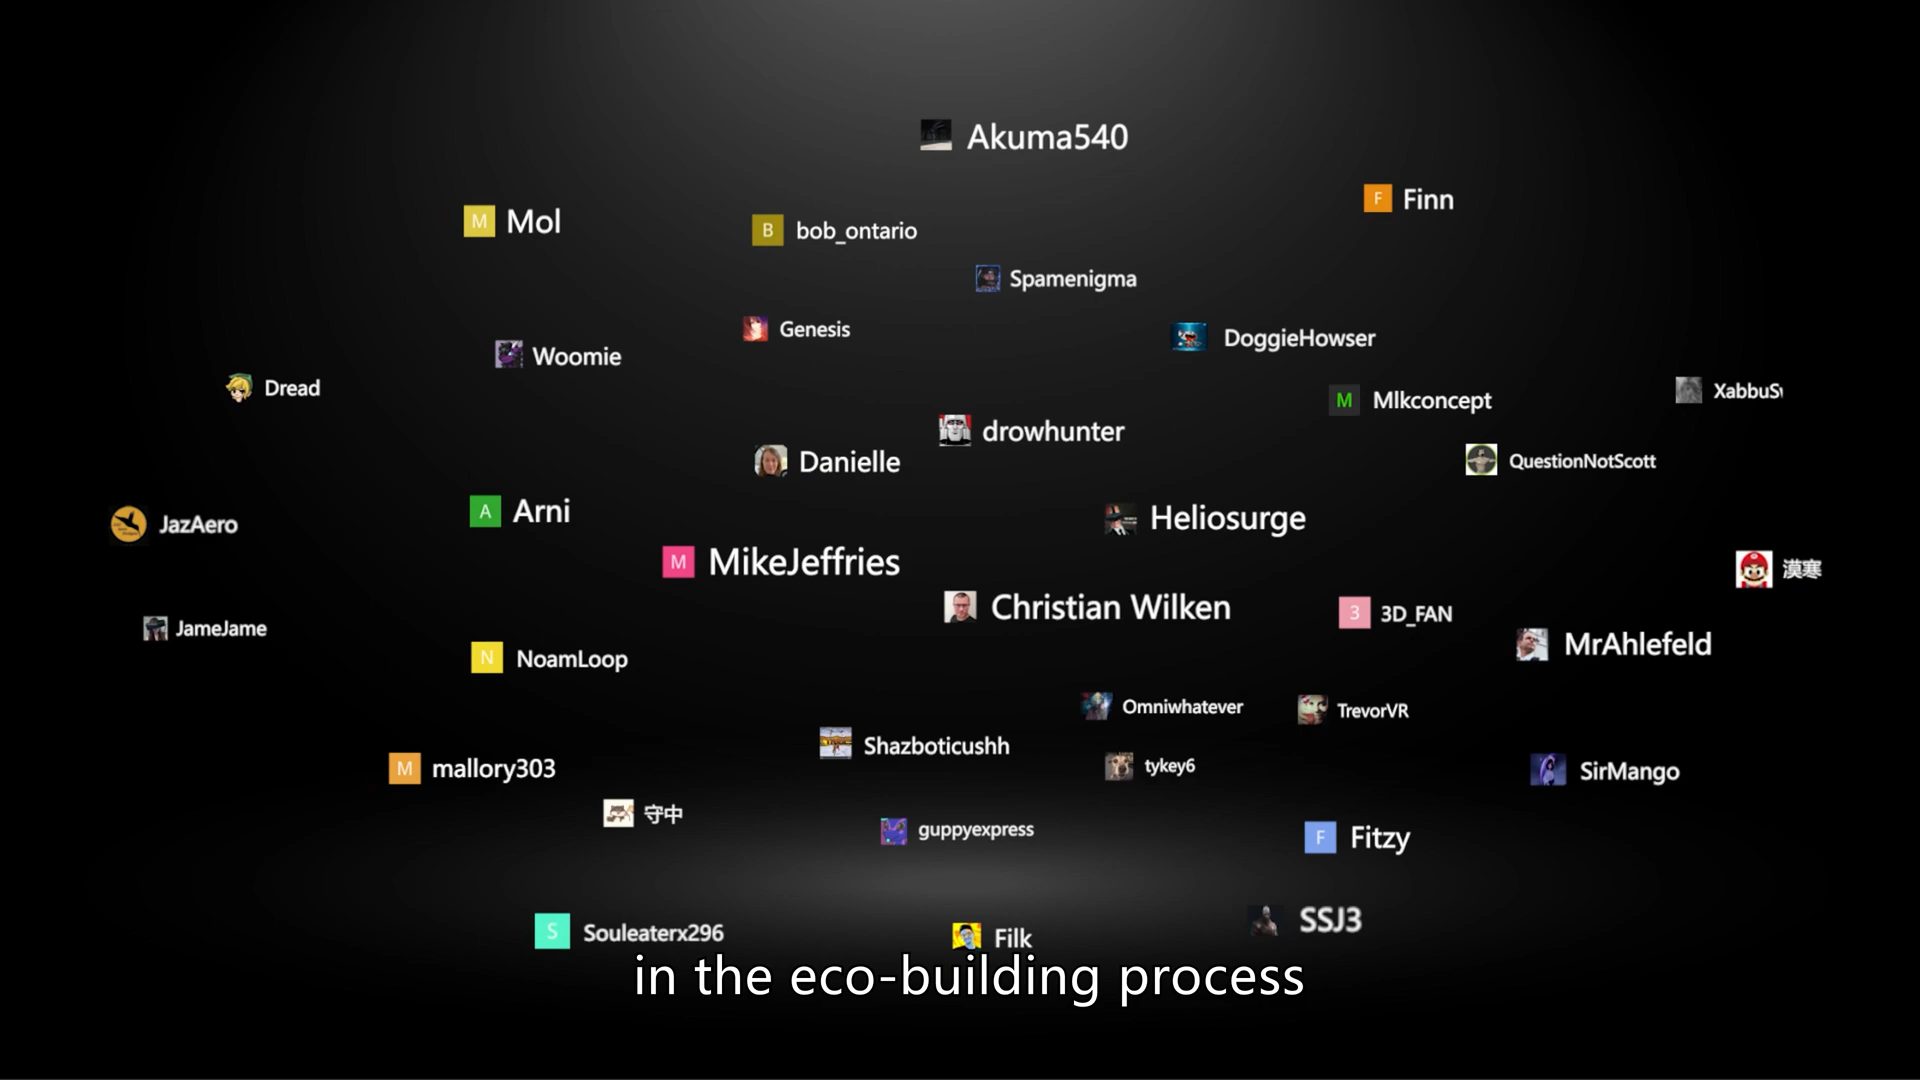 Akuma540
F Finn
M Mol
B bob_ontario
Spamenigma
Genesis
DoggieHowser
Woomie
Dread
XabbuSw
M Mlkconcept
drowhunter
Danielle
QuestionNotScott
A Arni
Heliosurge
JazAero
M MikeJeffries
漠寒
Christian Wilken
3 3D_FAN
JameJame
MrAhlefeld
N NoamLoop
Omniwhatever
TrevorVR
Shazboticushh
tykey6
M mallory303
SirMango
守中
guppyexpress
F Fitzy
SSJ3
S Souleaterx296
Filk
in the eco-building process